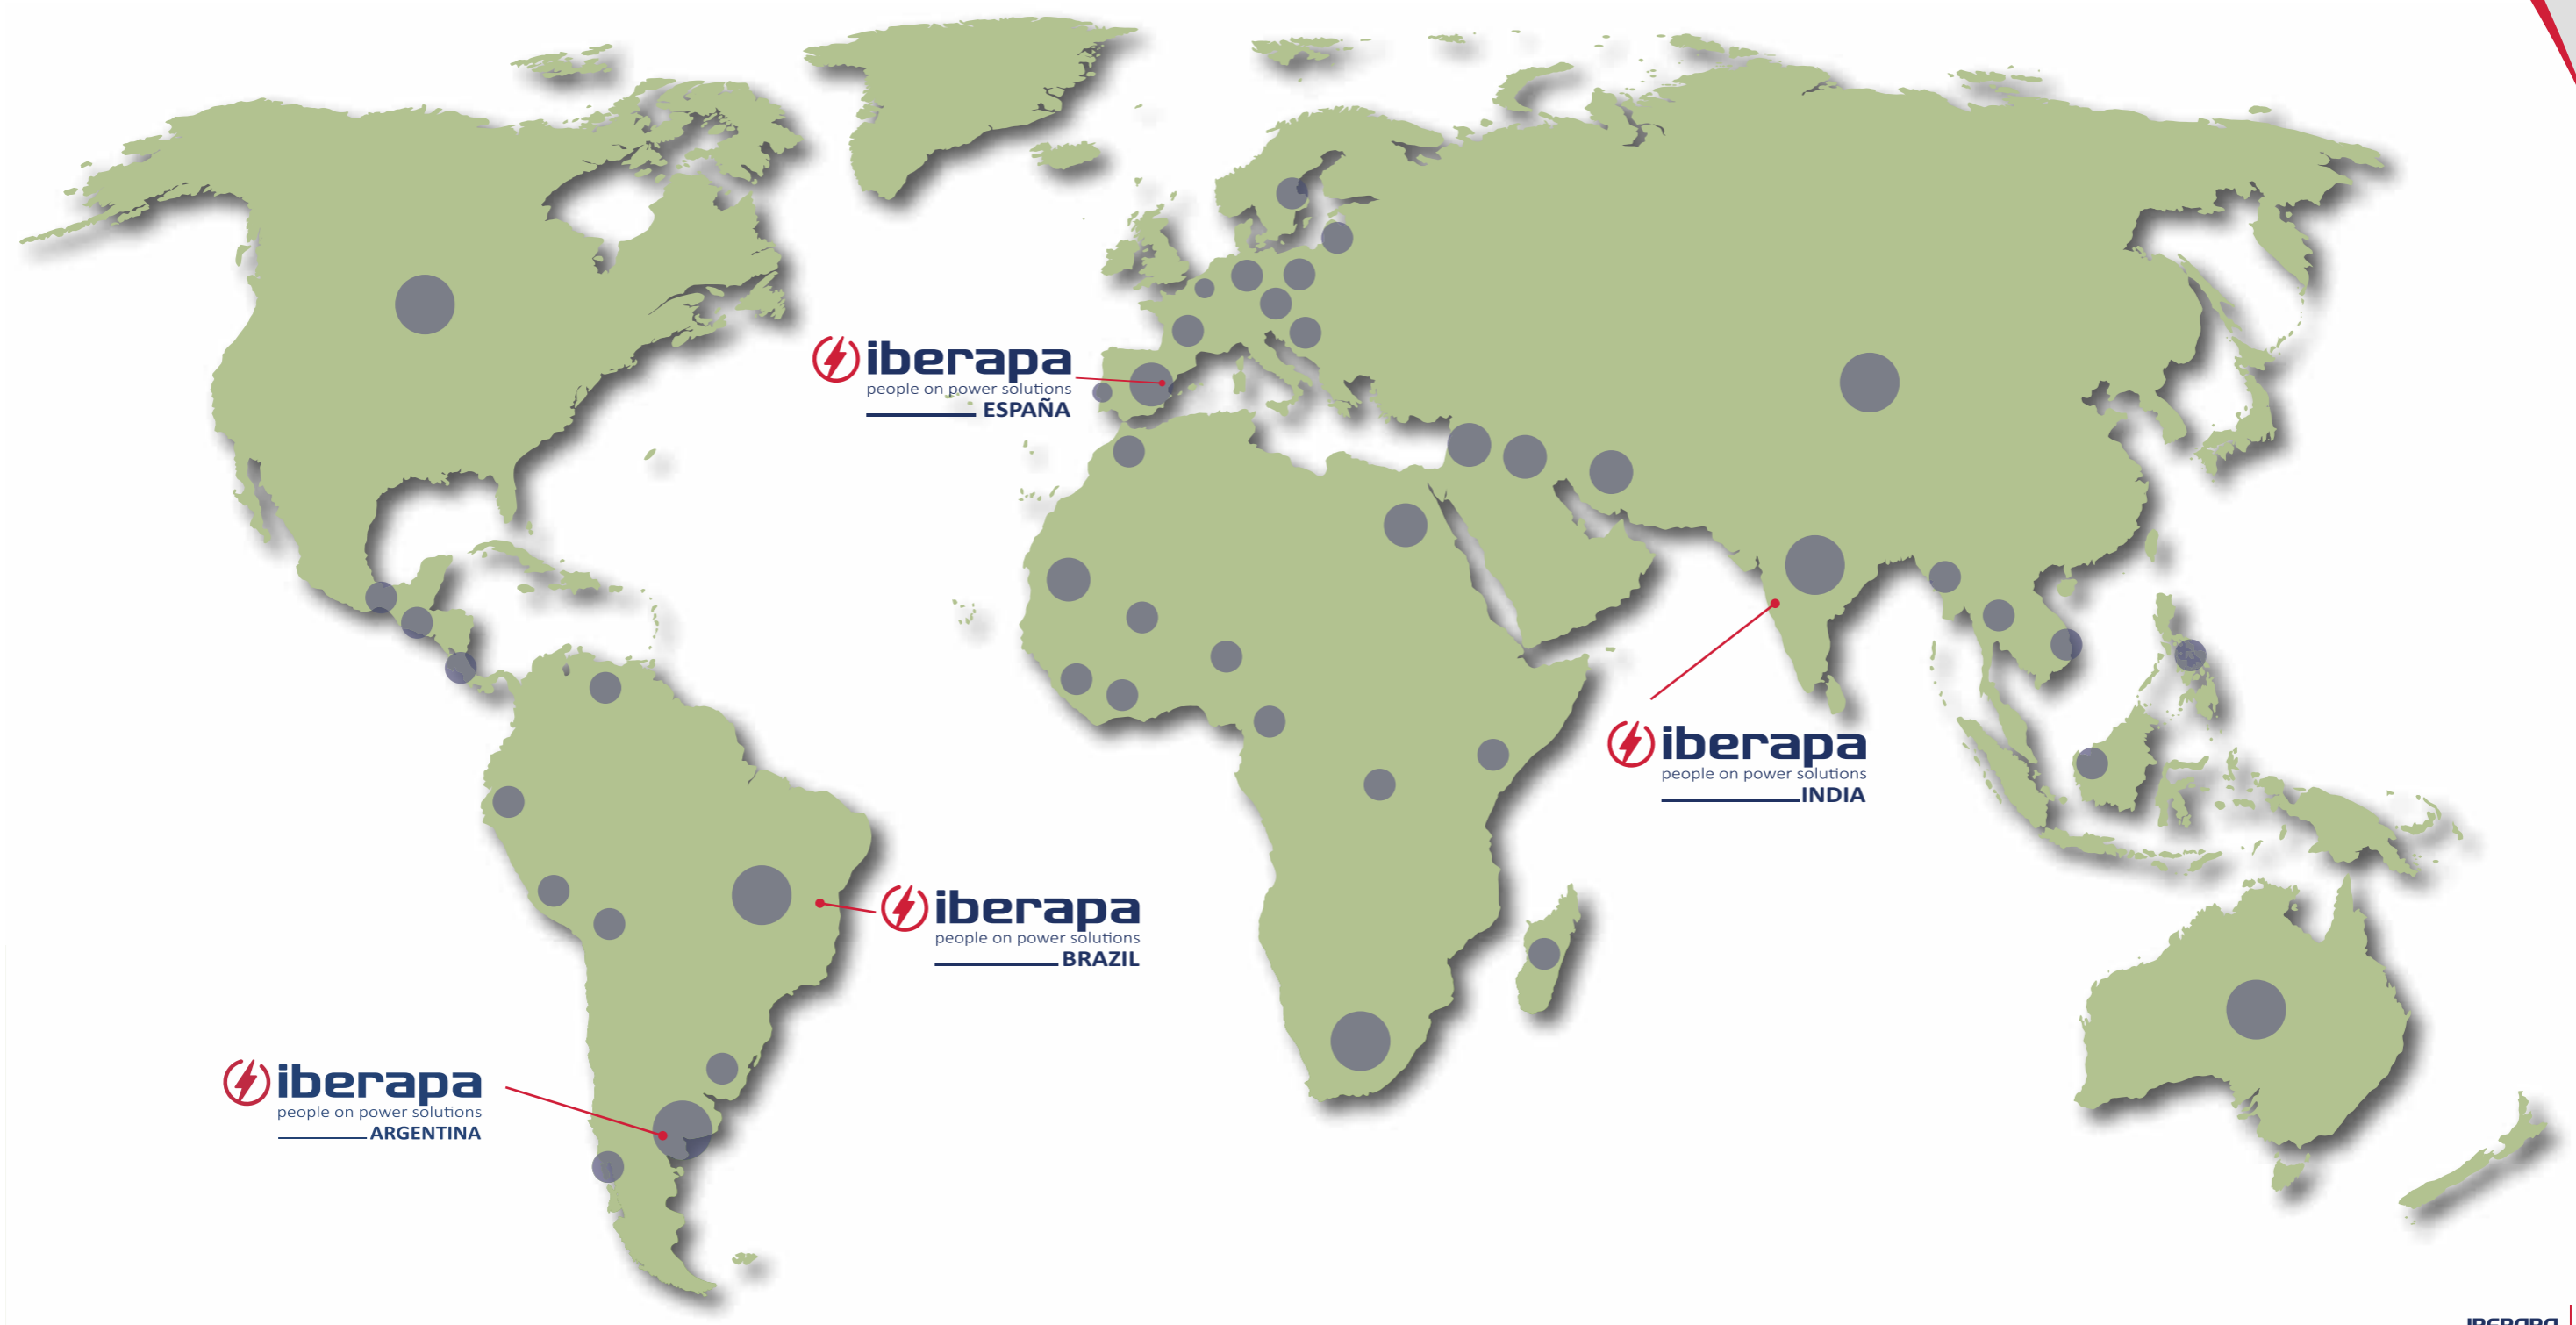 iberapa
people on power solutions
ESPAÑA
iberapa
people on power solutions
INDIA
iberapa
people on power solutions
BRAZIL
iberapa
people on power solutions
ARGENTINA
IBERAPA